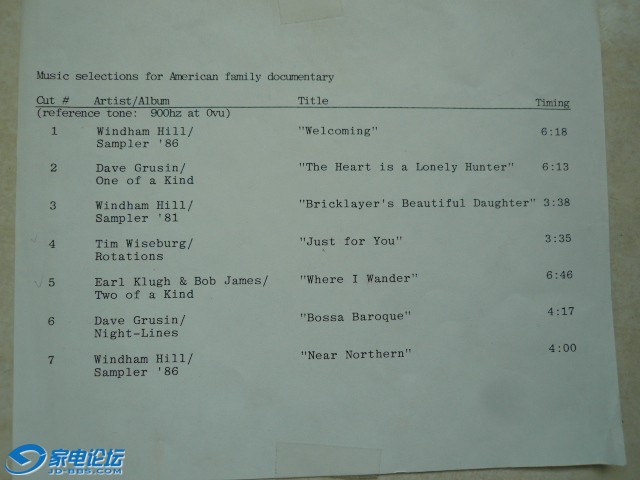 Music selections for American family documentary
Cut # Artist/Album Title Timing
(reference tone: 900hz at 0vu)
1 Windham Hill/ "Welcoming" 6:18
Sampler '86
2 Dave Grusin/ "The Heart is a Lonely Hunter" 6:13
One of a Kind
3 Windham Hill/ "Bricklayer's Beautiful Daughter" 3:38
Sampler '81
4 Tim Wiseburg/ "Just for You" 3:35
Rotations
5 Earl Klugh & Bob James/ "Where I Wander" 6:46
Two of a Kind
6 Dave Grusin/ "Bossa Baroque" 4:17
Night-Lines
7 Windham Hill/ "Near Northern" 4:00
Sampler '86
家电论坛
JD-BBS.COM